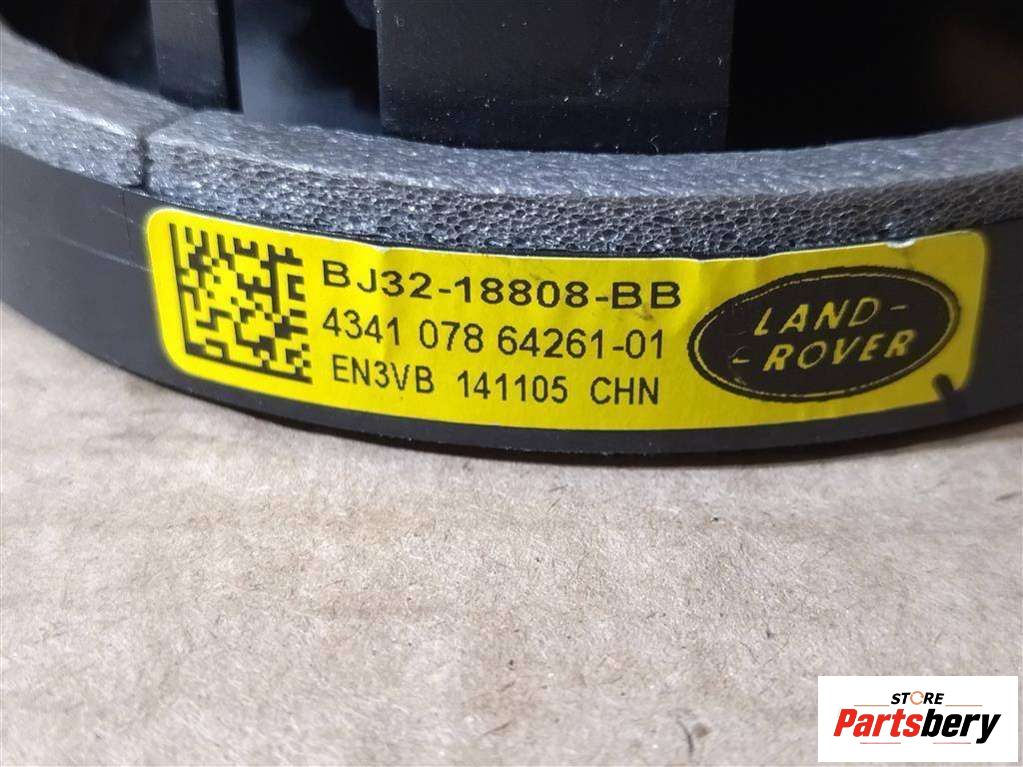 BJ32-18808-BB
4341 078 64261-01
EN3VB 141105 CHN
LAND-
-ROVER
STORE
Partsbery